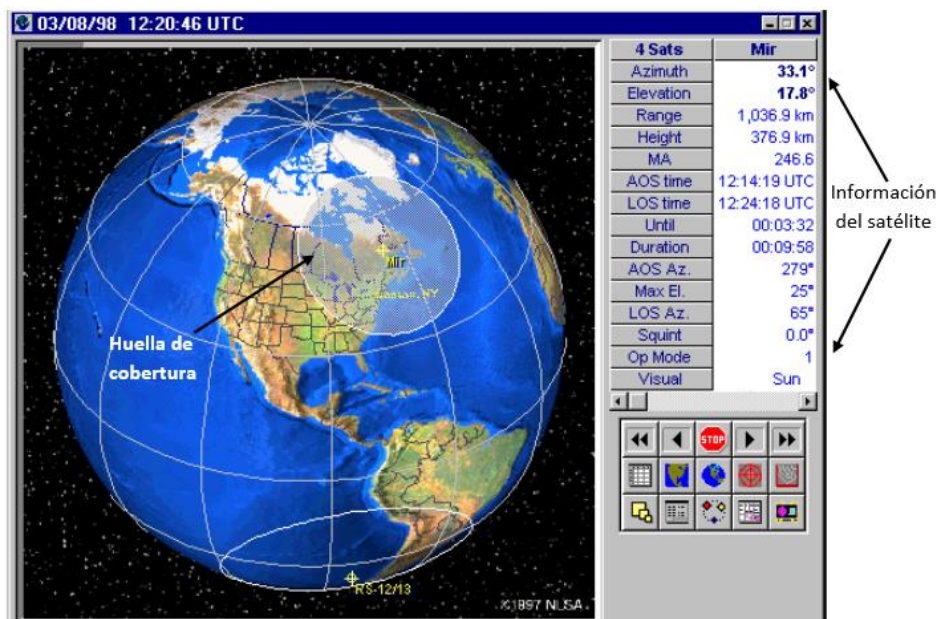 03/08/98 12:20:46 UTC
4 Sats Mir
Azimuth 33.1°
Elevation 17.8°
Range 1,036.9 km
Height 376.9 km
MA 246.6
AOS time 12:14:19 UTC
LOS time 12:24:18 UTC
Until 00:03:32
Duration 00:09:58
AOS Az. 279°
Max El. 25°
LOS Az. 65°
Squint 0.0°
Op Mode 1
Visual Sun
Información
del satélite
Mir
NY
Huella de
cobertura
STOP
RS-12/13
©1997 NLSA